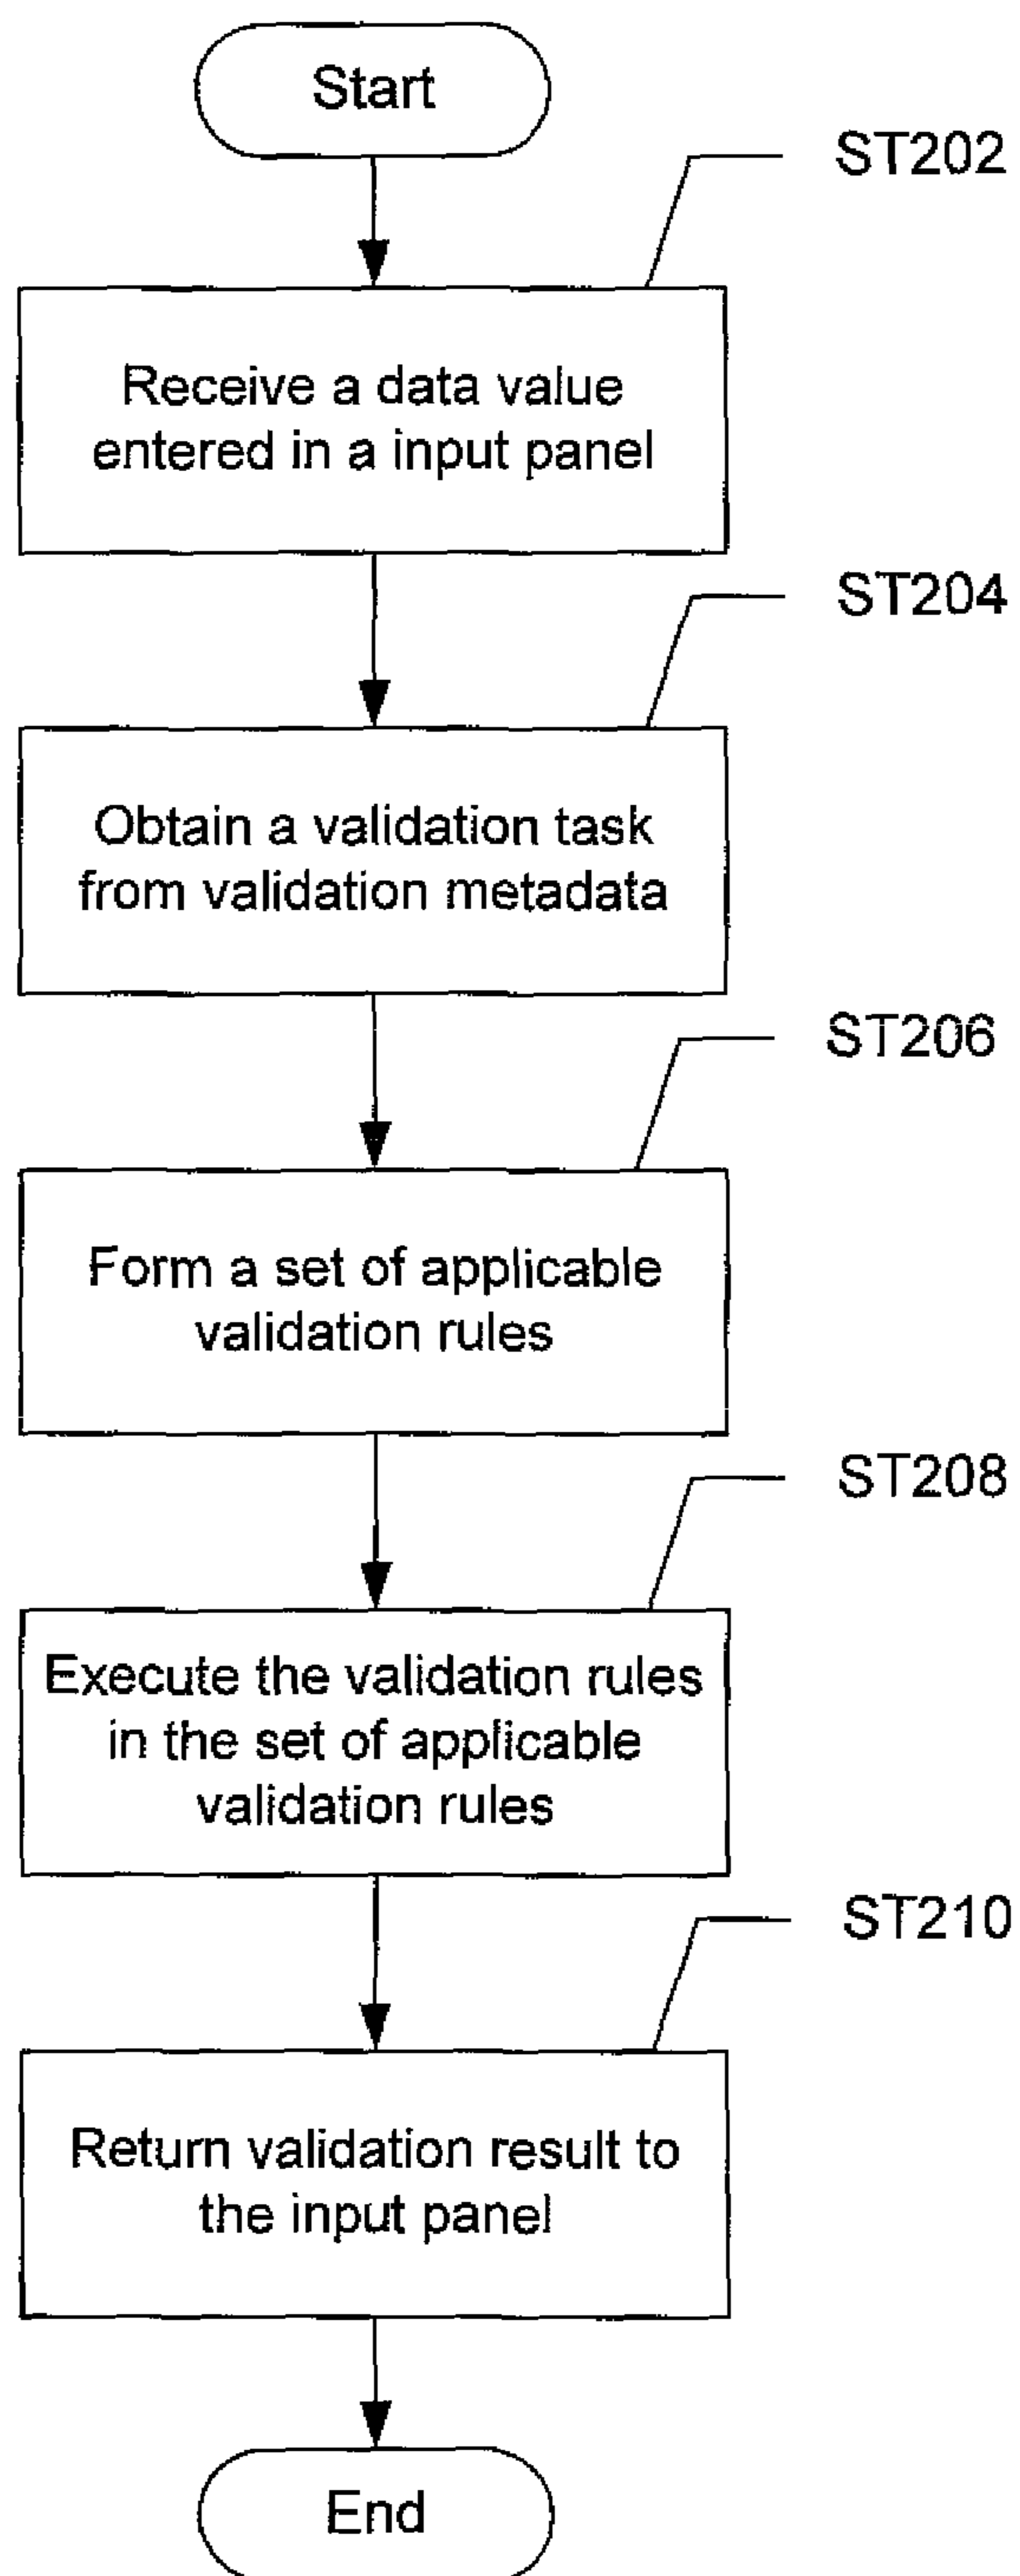 Start
ST202
Receive a data value
entered in a input panel
ST204
Obtain a validation task
from validation metadata
ST206
Form a set of applicable
validation rules
ST208
Execute the validation rules
in the set of applicable
validation rules
ST210
Return validation result to
the input panel
End